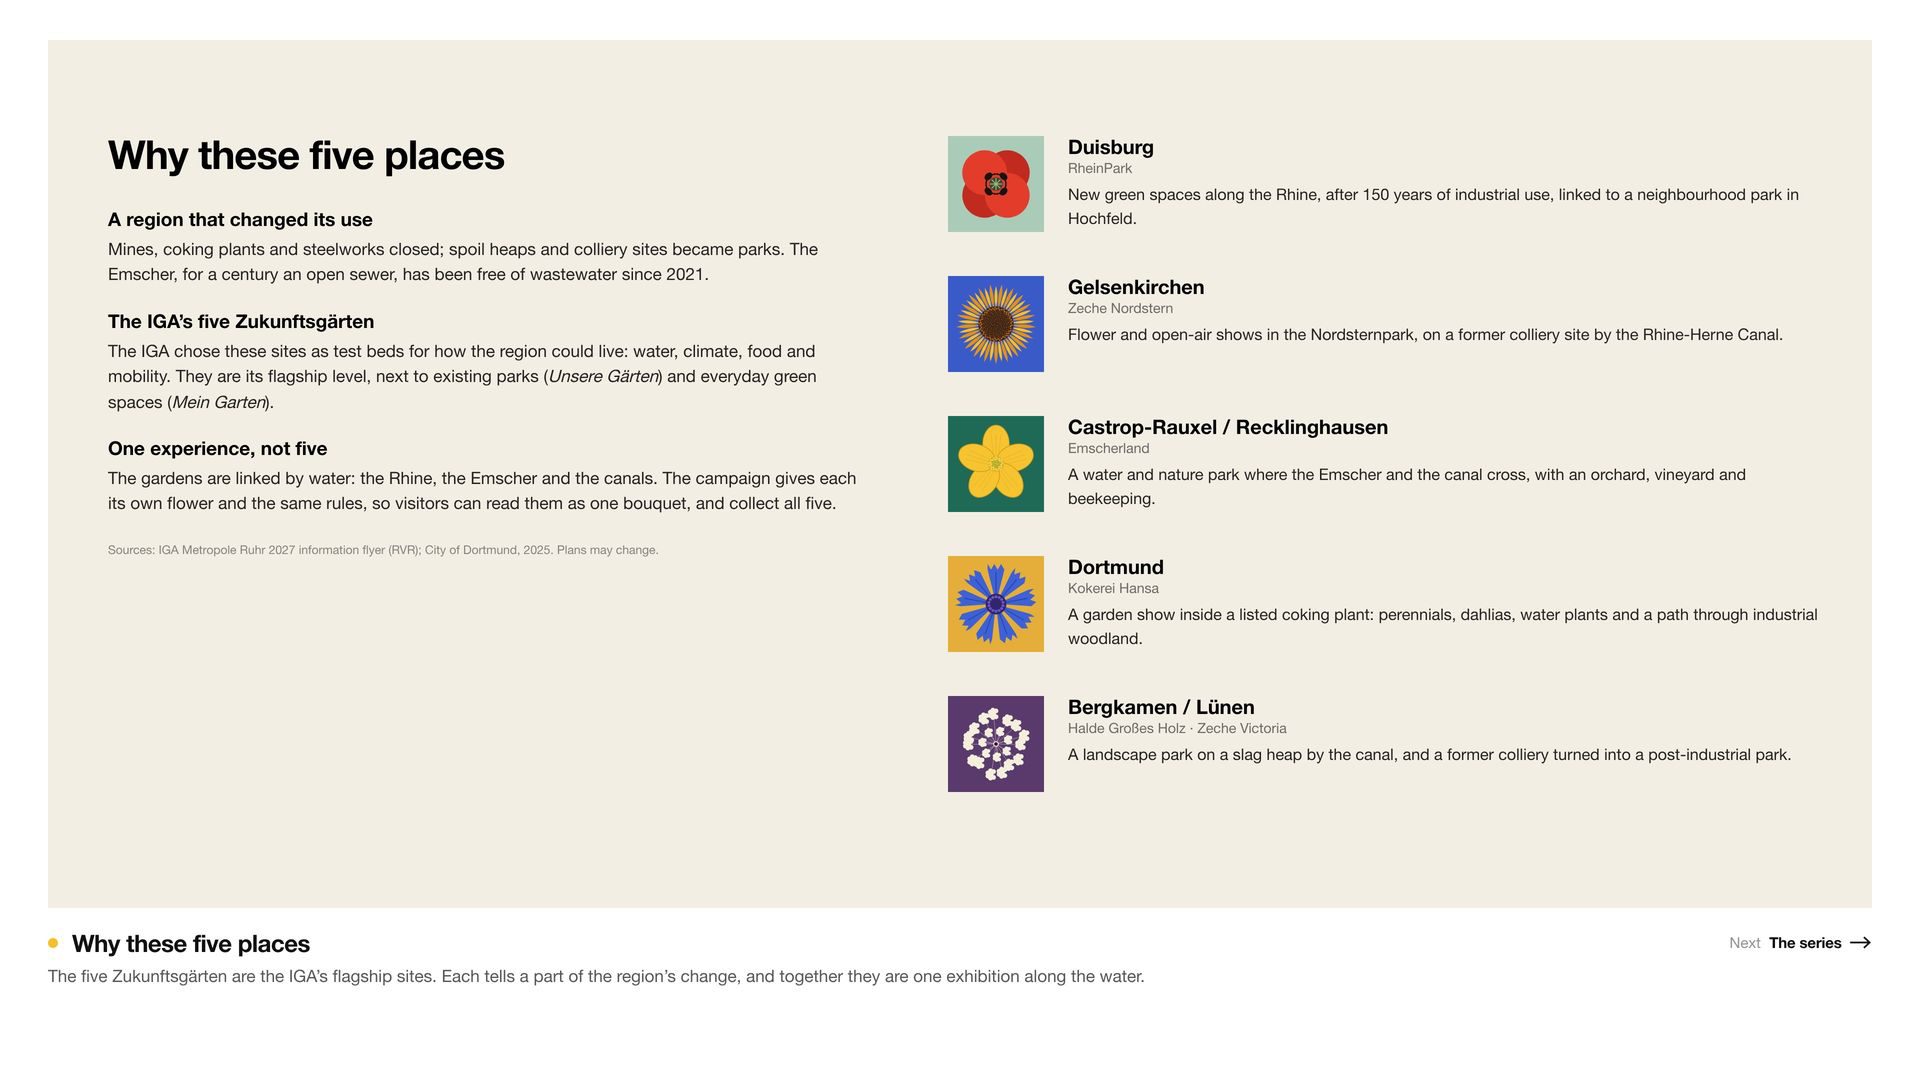 Why these five places
A region that changed its use
Mines, coking plants and steelworks closed; spoil heaps and colliery sites became parks. The
Emscher, for a century an open sewer, has been free of wastewater since 2021.
The IGA’s five Zukunftsgärten
The IGA chose these sites as test beds for how the region could live: water, climate, food and
mobility. They are its flagship level, next to existing parks (Unsere Gärten) and everyday green
spaces (Mein Garten).
One experience, not five
The gardens are linked by water: the Rhine, the Emscher and the canals. The campaign gives each
its own flower and the same rules, so visitors can read them as one bouquet, and collect all five.
Sources: IGA Metropole Ruhr 2027 information flyer (RVR); City of Dortmund, 2025. Plans may change.
Duisburg
RheinPark
New green spaces along the Rhine, after 150 years of industrial use, linked to a neighbourhood park in
Hochfeld.
Gelsenkirchen
Zeche Nordstern
Flower and open-air shows in the Nordsternpark, on a former colliery site by the Rhine-Herne Canal.
Castrop-Rauxel / Recklinghausen
Emscherland
A water and nature park where the Emscher and the canal cross, with an orchard, vineyard and
beekeeping.
Dortmund
Kokerei Hansa
A garden show inside a listed coking plant: perennials, dahlias, water plants and a path through industrial
woodland.
Bergkamen / Lünen
Halde Großes Holz · Zeche Victoria
A landscape park on a slag heap by the canal, and a former colliery turned into a post-industrial park.
Why these five places
Next The series →
The five Zukunftsgärten are the IGA’s flagship sites. Each tells a part of the region’s change, and together they are one exhibition along the water.